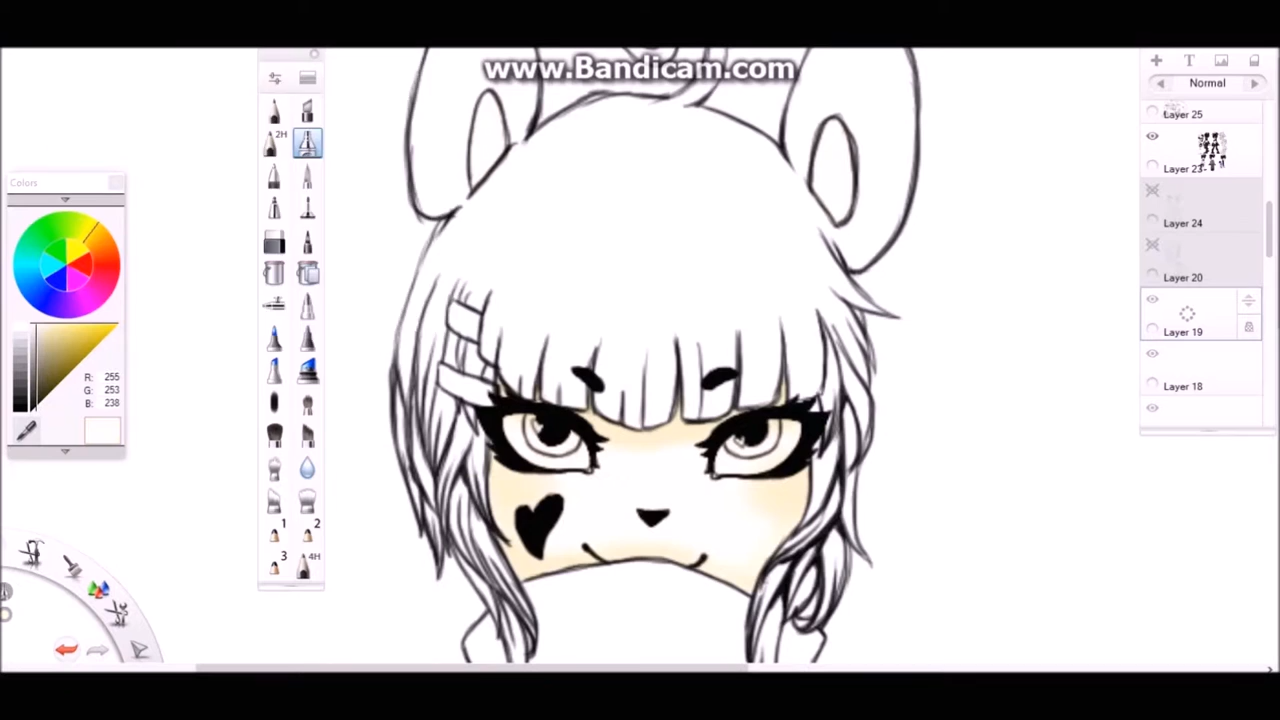 www.Bandicam.com
Colors
R: 255
G: 253
B: 238
2H
1
2
3
4H
T
Normal
Layer 25
Layer 23
Layer 24
Layer 20
Layer 19
Layer 18